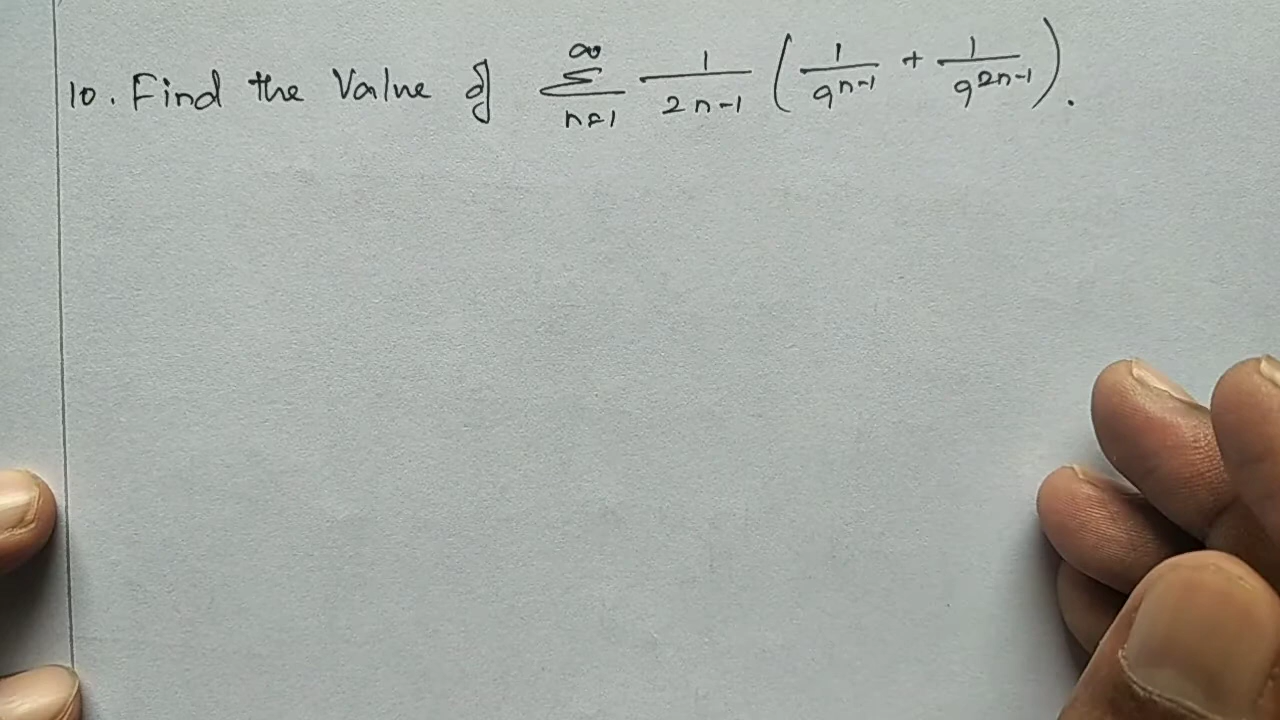 10. Find the Value of ∞ Σ n=1 1/(2n-1) (1/9^(n-1) + 1/9^(2n-1)).